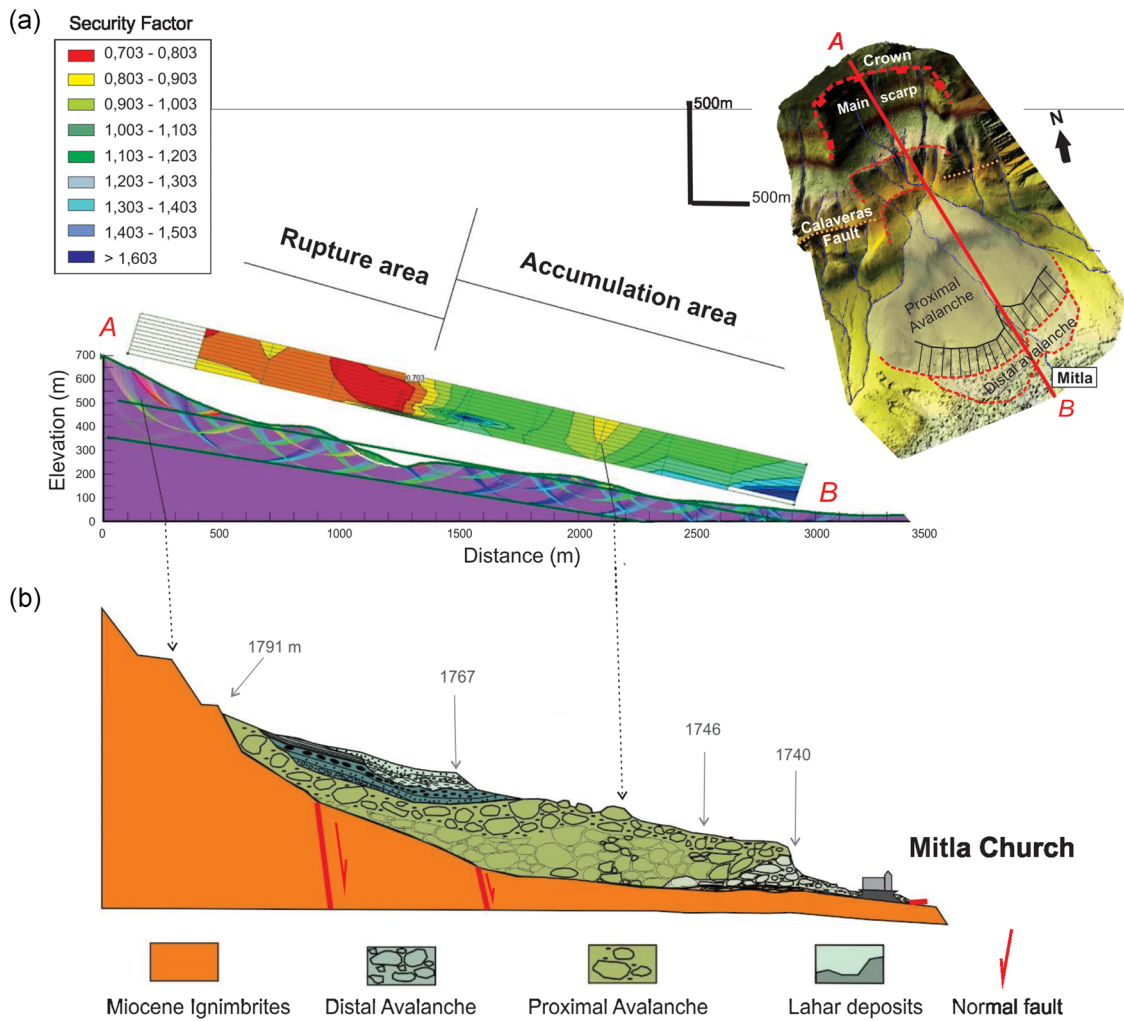 (a)
Security Factor
0,703 - 0,803
0,803 - 0,903
0,903 - 1,003
1,003 - 1,103
1,103 - 1,203
1,203 - 1,303
1,303 - 1,403
1,403 - 1,503
> 1,603
500m
500m
A
Crown
Main scarp
N
Calaveras
Fault
Proximal
Avalanche
Distal avalanche
Mitla
B
Rupture area
Accumulation area
A
0,703
B
Elevation (m)
700
600
500
400
300
200
100
0
0
500
1000
1500
2000
2500
3000
3500
Distance (m)
(b)
1791 m
1767
1746
1740
Mitla Church
Miocene Ignimbrites
Distal Avalanche
Proximal Avalanche
Lahar deposits
Normal fault